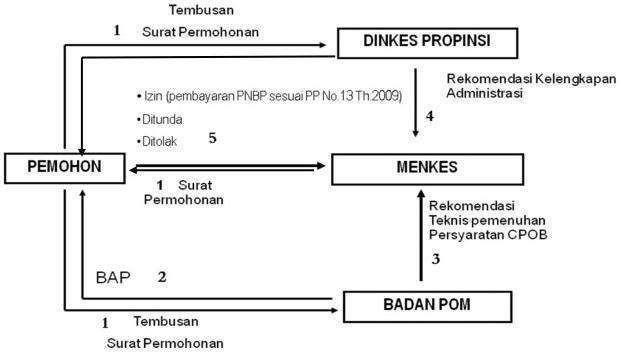 Tembusan
1 Surat Permohonan
DINKES PROPINSI
Rekomendasi Kelengkapan
Administrasi
4
• Izin (pembayaran PNBP sesuai PP No.13 Th.2009)
• Ditunda
• Ditolak 5
PEMOHON
MENKES
1 Surat
Permohonan
Rekomendasi
Teknis pemenuhan
Persyaratan CPOB
3
BAP 2
BADAN POM
1 Tembusan
Surat Permohonan